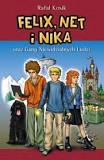 Rafał Kosik
FELIX, NET
i NIKA
oraz Gang Niewidzialnych Ludzi